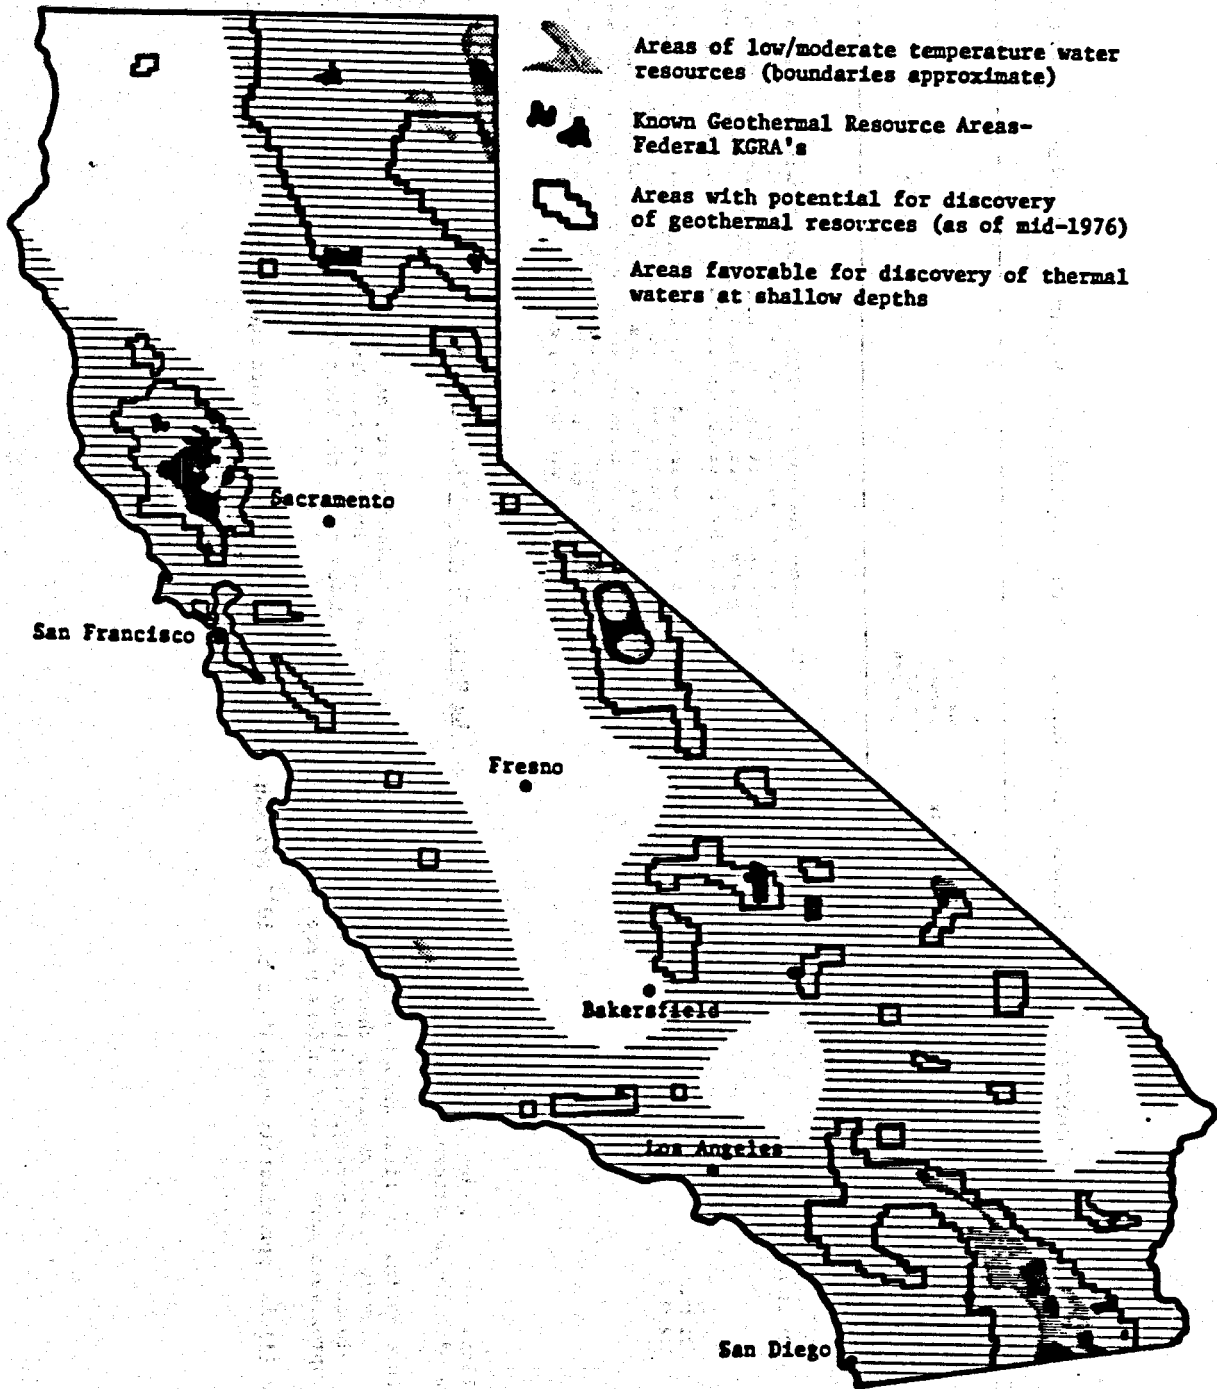 Areas of low/moderate temperature water
resources (boundaries approximate)
Known Geothermal Resource Areas-
Federal KGRA's
Areas with potential for discovery
of geothermal resources (as of mid-1976)
Areas favorable for discovery of thermal
waters at shallow depths
Sacramento
San Francisco
Fresno
Bakersfield
Los Angeles
San Diego